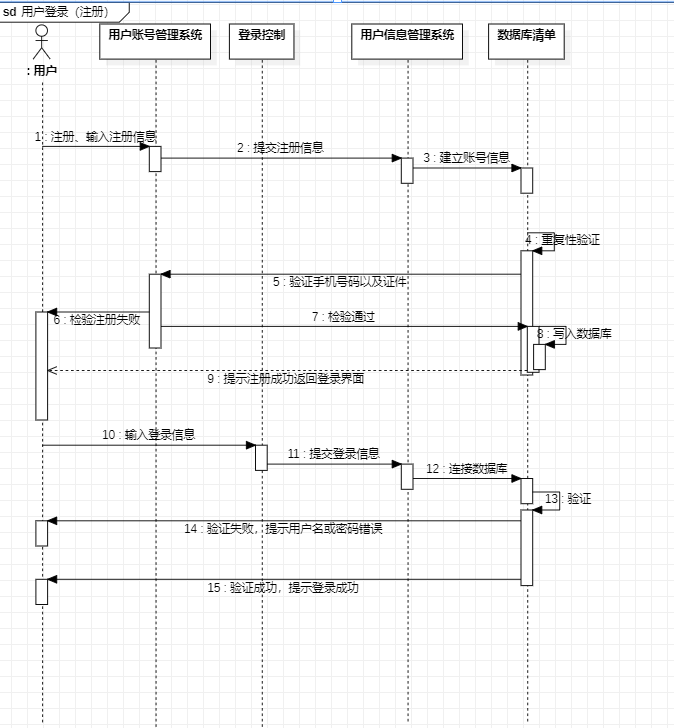 sd 用户登录（注册）
用户账号管理系统
登录控制
用户信息管理系统
数据库清单
: 用户
1 : 注册、输入注册信息
2 : 提交注册信息
3 : 建立账号信息
4 : 重复性验证
5 : 验证手机号码以及证件
6 : 检验注册失败
7 : 检验通过
8 : 写入数据库
9 : 提示注册成功返回登录界面
10 : 输入登录信息
11 : 提交登录信息
12 : 连接数据库
13 : 验证
14 : 验证失败，提示用户名或密码错误
15 : 验证成功，提示登录成功